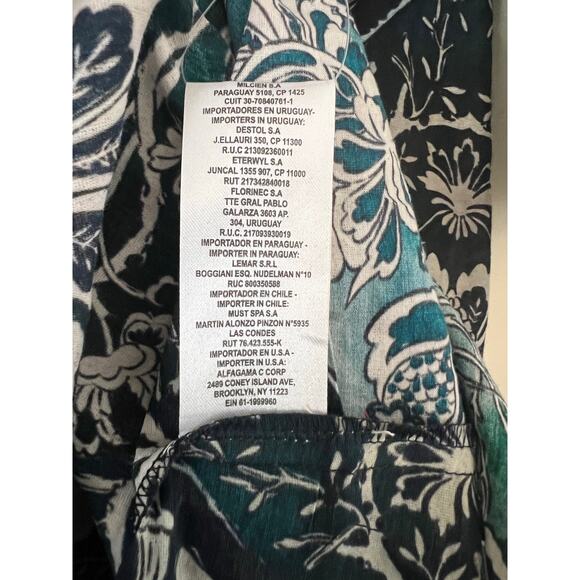 MILCIEN S.A
PARAGUAY 5108, CP 1425
CUIT 30-70840761-1
IMPORTADORES EN URUGUAY-
IMPORTERS IN URUGUAY:
DESTOL S.A
J.ELLAURI 350, CP 11300
R.U.C 213092360011
ETERWYL S.A
JUNCAL 1355 907, CP 11000
RUT 217342840018
FLORINEC S.A
TTE GRAL PABLO
GALARZA 3603 AP.
304, URUGUAY
R.U.C. 217093930019
IMPORTADOR EN PARAGUAY -
IMPORTER IN PARAGUAY:
LEMAR S.R.L
BOGGIANI ESQ. NUDELMAN N°10
RUC 800350588
IMPORTADOR EN CHILE -
IMPORTER IN CHILE:
MUST SPA S.A
MARTIN ALONZO PINZON N°5935
LAS CONDES
RUT 76.423.555-K
IMPORTADOR EN U.S.A -
IMPORTER IN U.S.A:
ALFAGAMA C CORP
2489 CONEY ISLAND AVE,
BROOKLYN, NY 11223
EIN 61-1999960